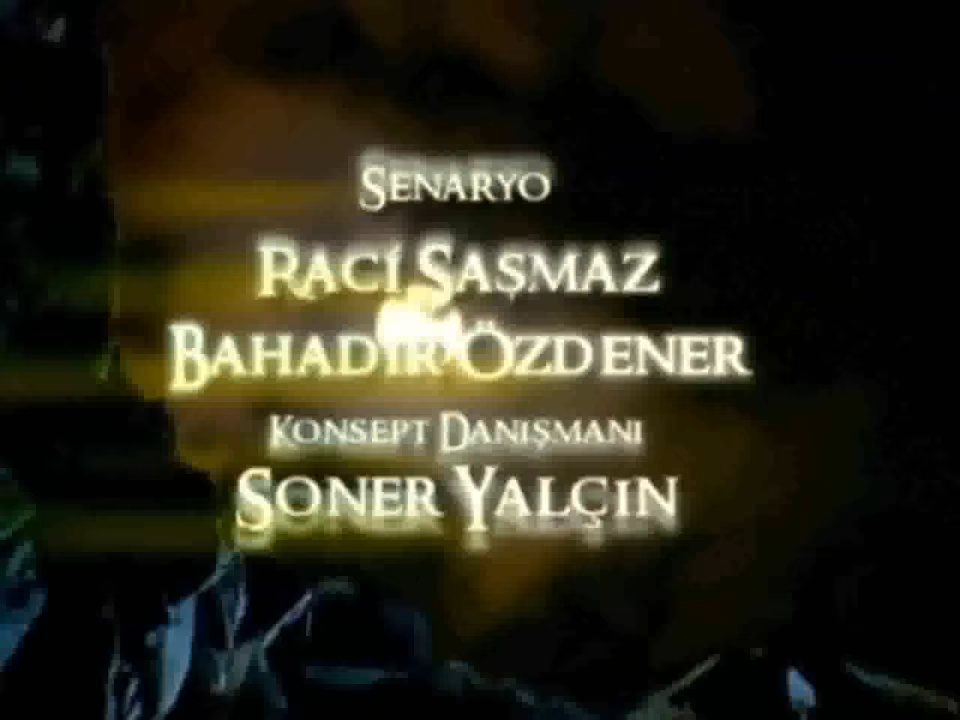 SENARYO
RACİ ŞAŞMAZ
BAHADIR ÖZDENER
KONSEPT DANIŞMANI
SONER YALÇIN